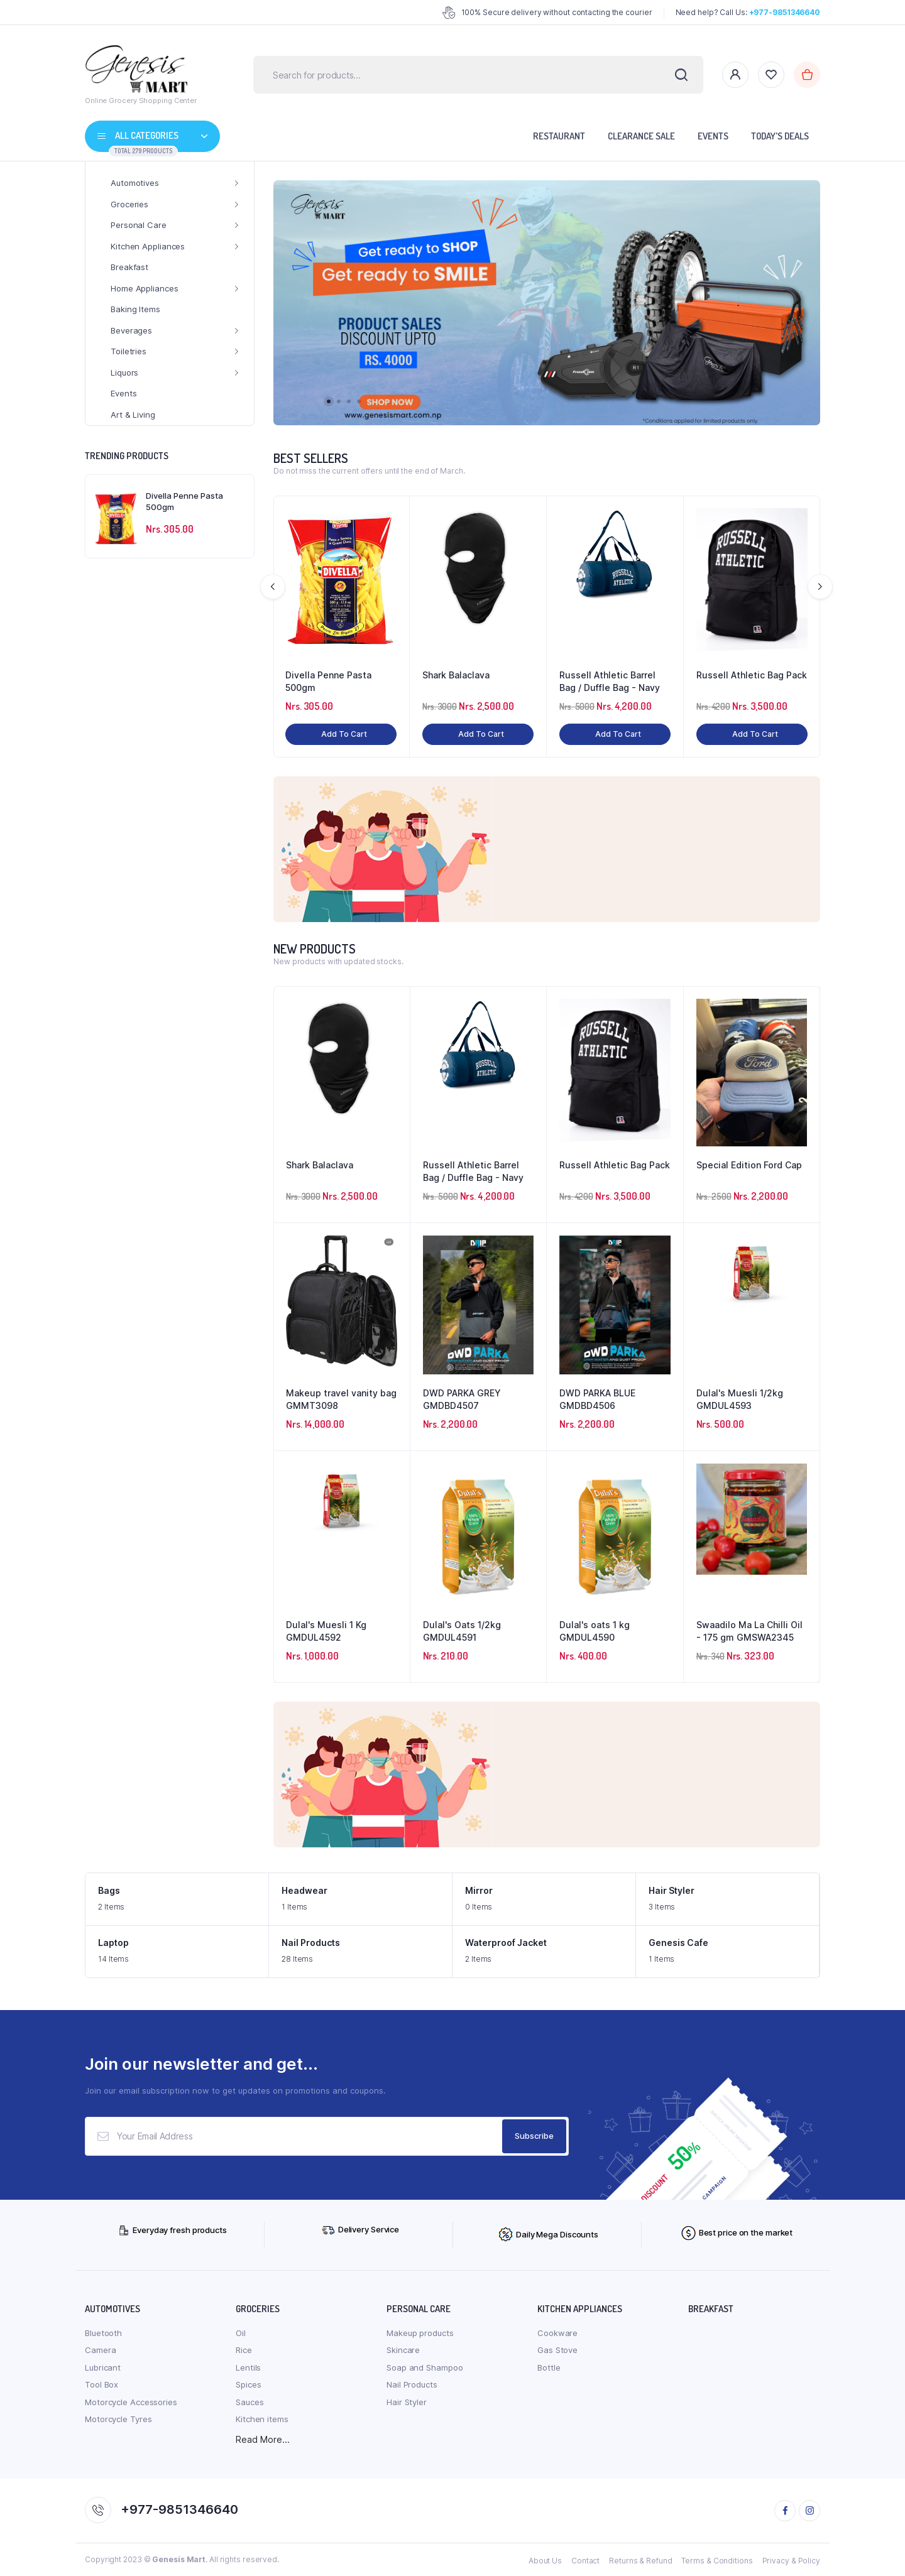 100% Secure delivery without contacting the courier
Need help? Call Us: +977-9851346640
Genesis
MART
Online Grocery Shopping Center
Search for products...
ALL CATEGORIES
TOTAL 279 PRODUCTS
RESTAURANT
CLEARANCE SALE
EVENTS
TODAY'S DEALS
Automotives
Groceries
Personal Care
Kitchen Appliances
Breakfast
Home Appliances
Baking Items
Beverages
Toiletries
Liquors
Events
Art & Living
Genesis
MART
Get ready to SHOP
Get ready to SMILE
PRODUCT SALES
DISCOUNT UPTO
RS. 4000
SHOP NOW
www.genesismart.com.np
*Conditions applied for limited products only.
TRENDING PRODUCTS
Divella Penne Pasta
500gm
Nrs. 305.00
BEST SELLERS
Do not miss the current offers until the end of March.
DIVELLA
RUSSELL
ATHLETIC
RUSSELL
ATHLETIC
Divella Penne Pasta
500gm
Nrs. 305.00
Add To Cart
Shark Balaclava
Nrs. 3000 Nrs. 2,500.00
Add To Cart
Russell Athletic Barrel
Bag / Duffle Bag - Navy
Nrs. 5000 Nrs. 4,200.00
Add To Cart
Russell Athletic Bag Pack
Nrs. 4200 Nrs. 3,500.00
Add To Cart
NEW PRODUCTS
New products with updated stocks.
RUSSELL
ATHLETIC
RUSSELL
ATHLETIC
Ford
Shark Balaclava
Nrs. 3000 Nrs. 2,500.00
Russell Athletic Barrel
Bag / Duffle Bag - Navy
Nrs. 5000 Nrs. 4,200.00
Russell Athletic Bag Pack
Nrs. 4200 Nrs. 3,500.00
Special Edition Ford Cap
Nrs. 2500 Nrs. 2,200.00
DWD PARKA
DWD PARKA
Makeup travel vanity bag
GMMT3098
Nrs. 14,000.00
DWD PARKA GREY
GMDBD4507
Nrs. 2,200.00
DWD PARKA BLUE
GMDBD4506
Nrs. 2,200.00
Dulal's Muesli 1/2kg
GMDUL4593
Nrs. 500.00
Dulal's
Dulal's
Dulal's Muesli 1 Kg
GMDUL4592
Nrs. 1,000.00
Dulal's Oats 1/2kg
GMDUL4591
Nrs. 210.00
Dulal's oats 1 kg
GMDUL4590
Nrs. 400.00
Swaadilo Ma La Chilli Oil
- 175 gm GMSWA2345
Nrs. 340 Nrs. 323.00
Bags
2 Items
Headwear
1 Items
Mirror
0 Items
Hair Styler
3 Items
Laptop
14 Items
Nail Products
28 Items
Waterproof Jacket
2 Items
Genesis Cafe
1 Items
Join our newsletter and get...
Join our email subscription now to get updates on promotions and coupons.
Your Email Address
Subscribe
50%
DISCOUNT
CAMPAIGN
Everyday fresh products
Delivery Service
Daily Mega Discounts
Best price on the market
AUTOMOTIVES
Bluetooth
Camera
Lubricant
Tool Box
Motorcycle Accessories
Motorcycle Tyres
GROCERIES
Oil
Rice
Lentils
Spices
Sauces
Kitchen items
Read More...
PERSONAL CARE
Makeup products
Skincare
Soap and Shampoo
Nail Products
Hair Styler
KITCHEN APPLIANCES
Cookware
Gas Stove
Bottle
BREAKFAST
+977-9851346640
Copyright 2023 © Genesis Mart. All rights reserved.
About Us
Contact
Returns & Refund
Terms & Conditions
Privacy & Policy